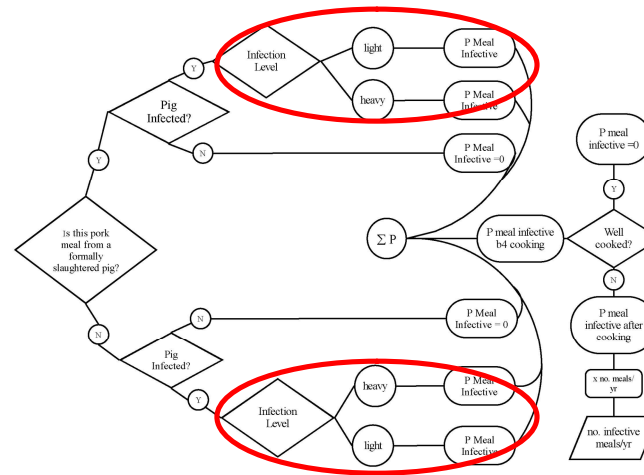 Infection
Level
light
P Meal
Infective
Y
heavy
P Meal
Infective
Pig
Infected?
N
P Meal
Infective =0
P meal
infective =0
Y
Y
Is this pork
meal from a
formally
slaughtered pig?
∑ P
P meal infective
b4 cooking
Well
cooked?
N
N
P Meal
Infective = 0
P meal
infective after
cooking
Pig
Infected?
Y
Infection
Level
heavy
P Meal
Infective
light
P Meal
Infective
x no. meals/
yr
no. infective
meals/yr